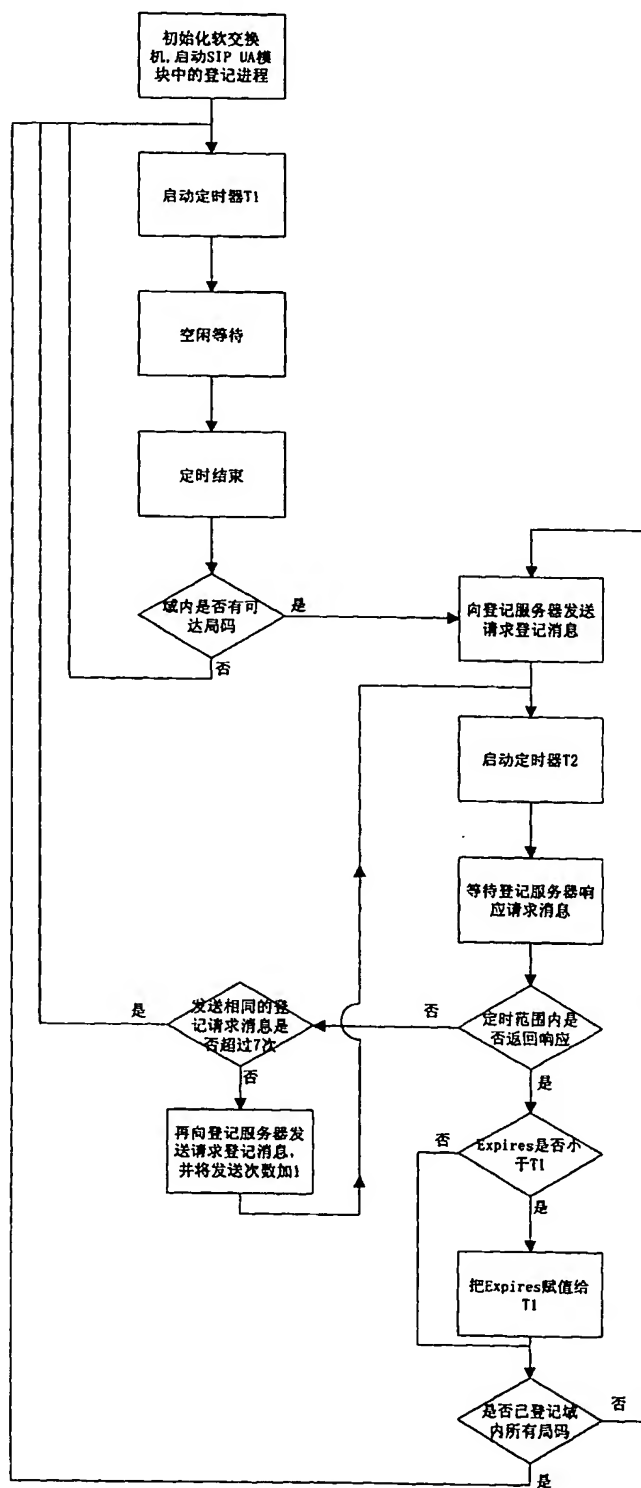 初始化软交换
机,启动SIP UA模
块中的登记进程
启动定时器T1
空闲等待
定时结束
域内是否有可
达局码
是
否
向登记服务器发送
请求登记消息
启动定时器T2
等待登记服务器响
应请求消息
定时范围内是
否返回响应
否
是
发送相同的登
记请求消息是
否超过7次
是
否
再向登记服务器发
送请求登记消息,
并将发送次数加1
Expires是否小
于T1
否
是
把Expires赋值给
T1
是否已登记域
内所有局码
否
是